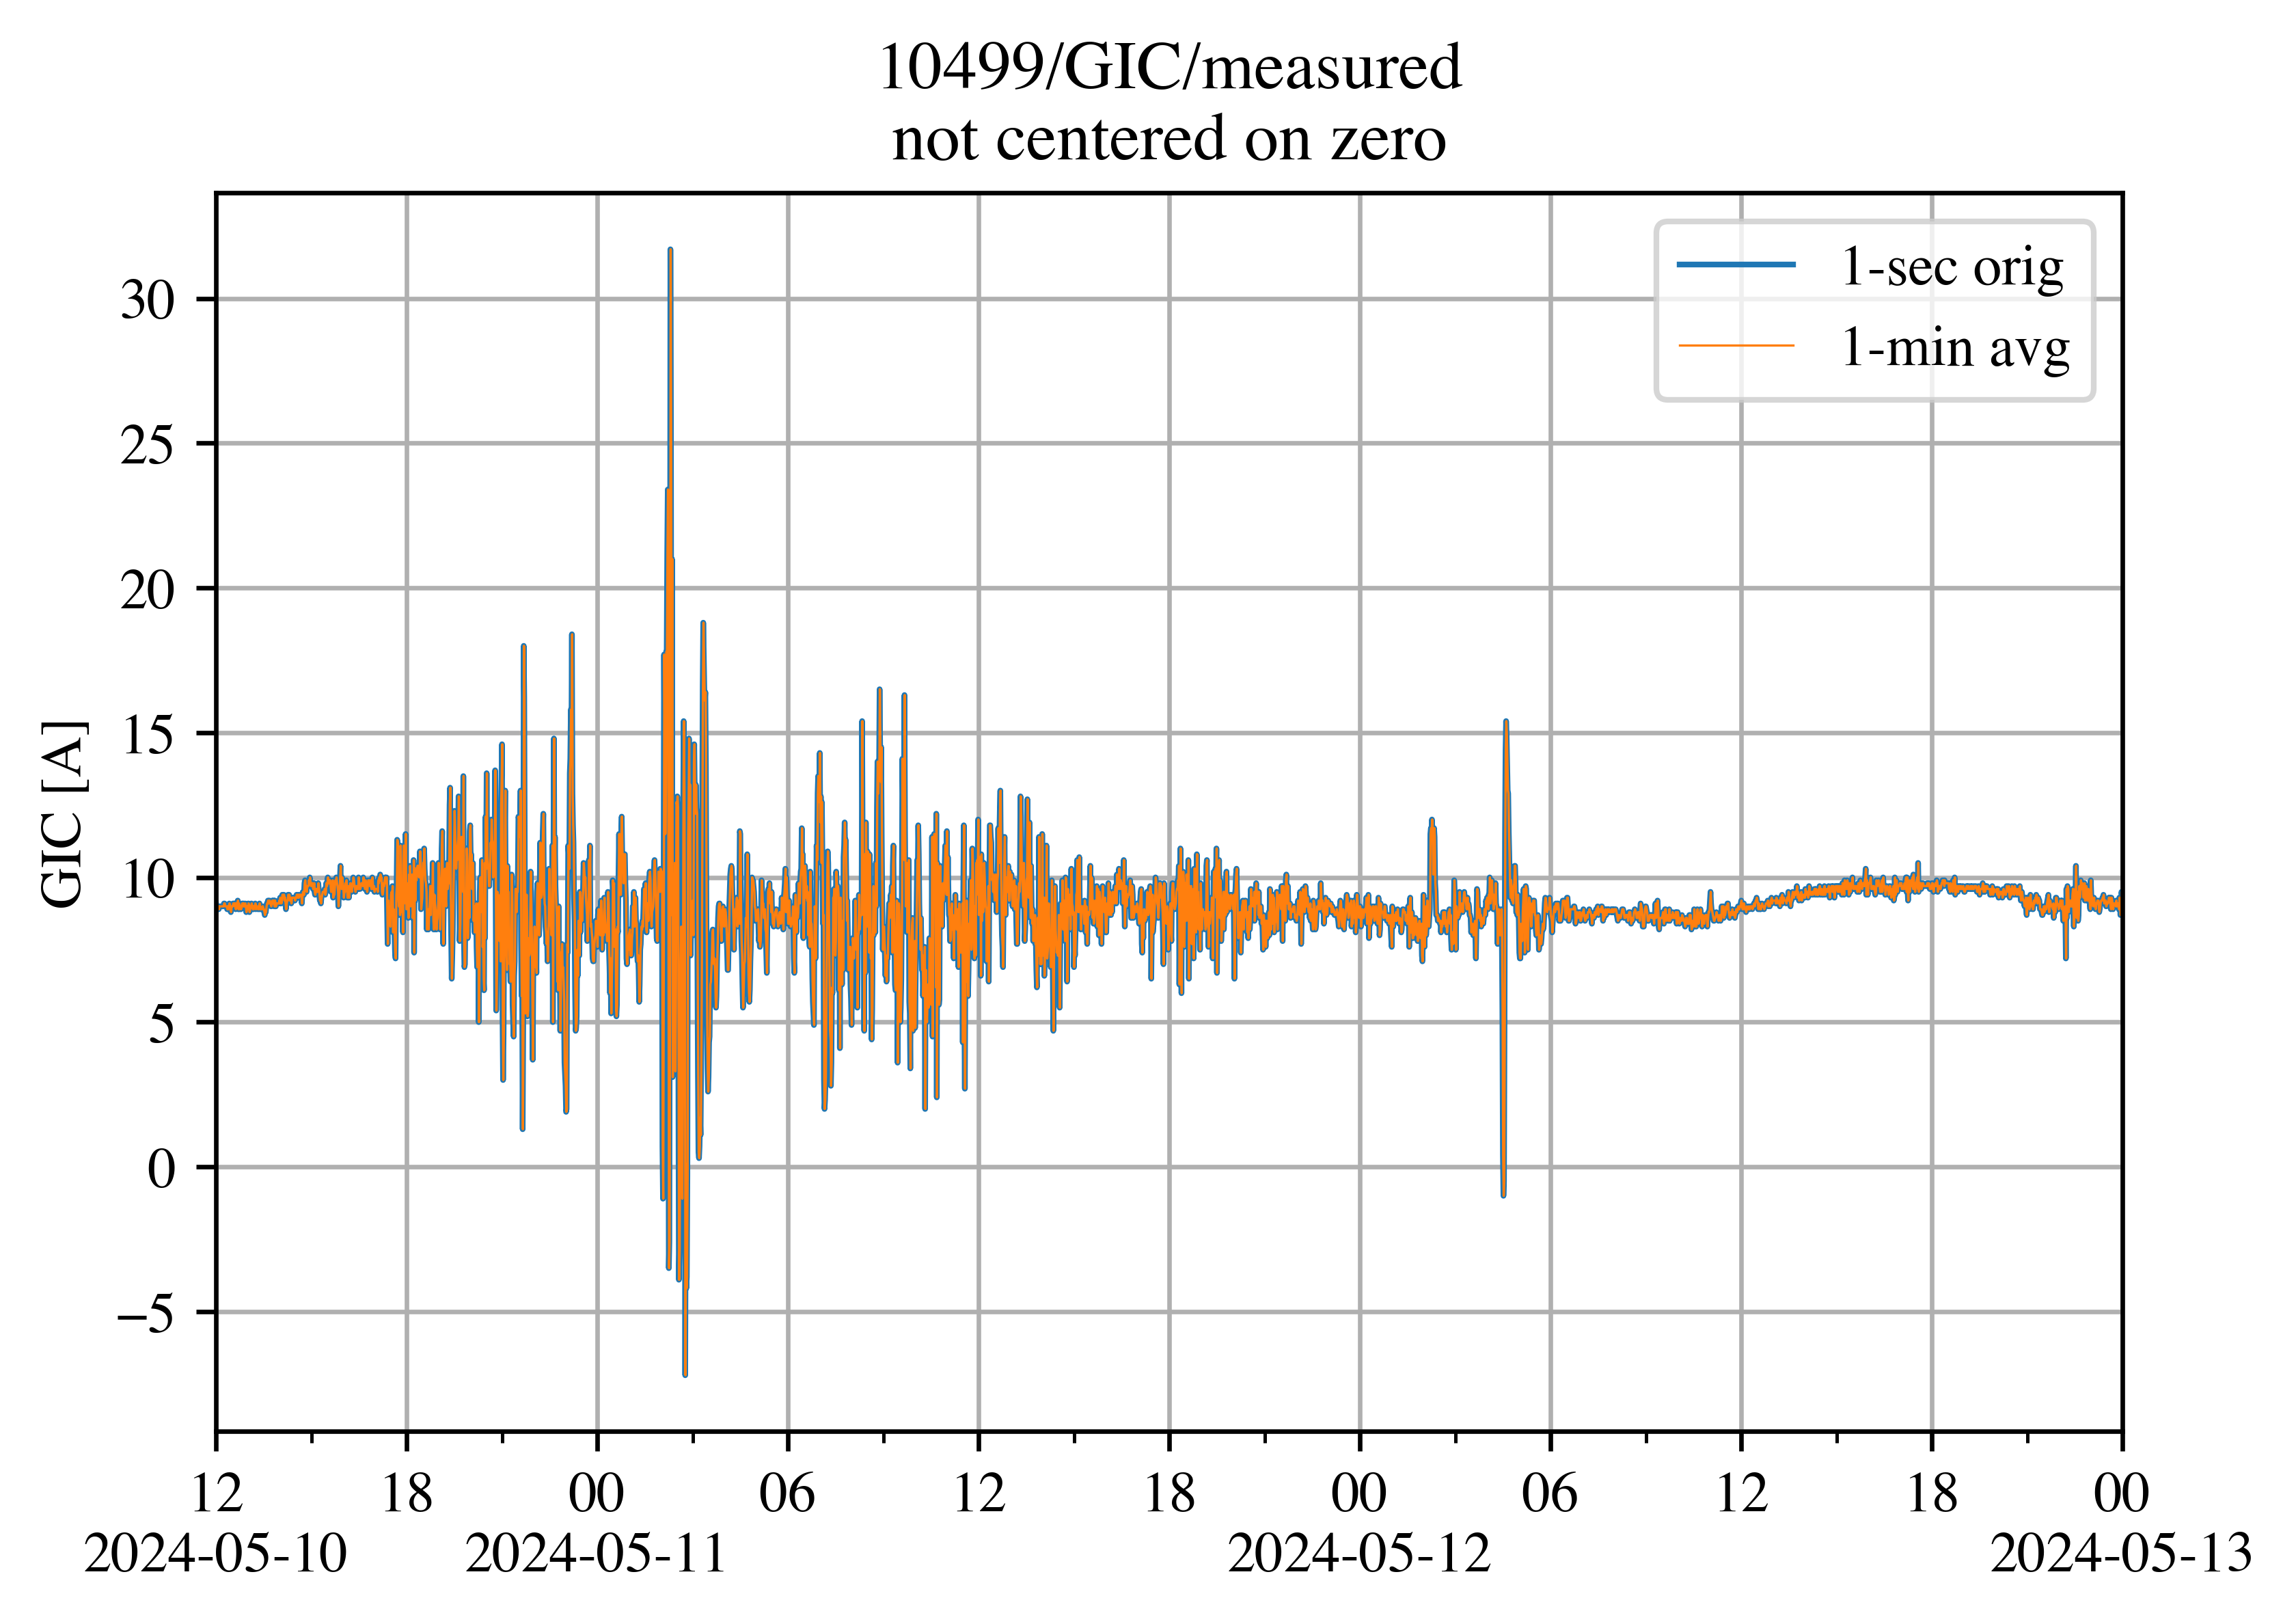 10499/GIC/measured
not centered on zero
1-sec orig
1-min avg
GIC [A]
30
25
20
15
10
5
0
−5
12 18 00 06 12 18 00 06 12 18 00
2024-05-10 2024-05-11 2024-05-12 2024-05-13